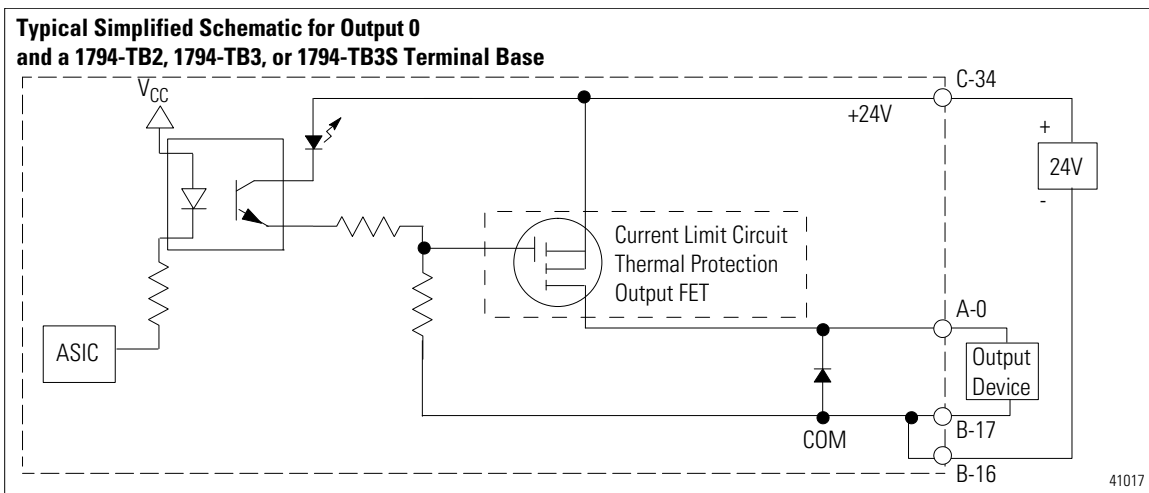 Typical Simplified Schematic for Output 0
and a 1794-TB2, 1794-TB3, or 1794-TB3S Terminal Base
VCC
C-34
+24V
+
24V
-
Current Limit Circuit
Thermal Protection
Output FET
A-0
ASIC
Output
Device
B-17
COM
B-16
41017